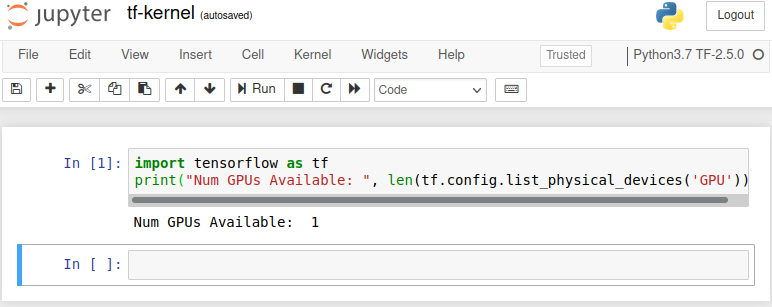 jupyter tf-kernel (autosaved) Logout
File Edit View Insert Cell Kernel Widgets Help Trusted Python3.7 TF-2.5.0
Run Code
In [1]: import tensorflow as tf
print("Num GPUs Available: ", len(tf.config.list_physical_devices('GPU'))
Num GPUs Available:  1
In [ ]: